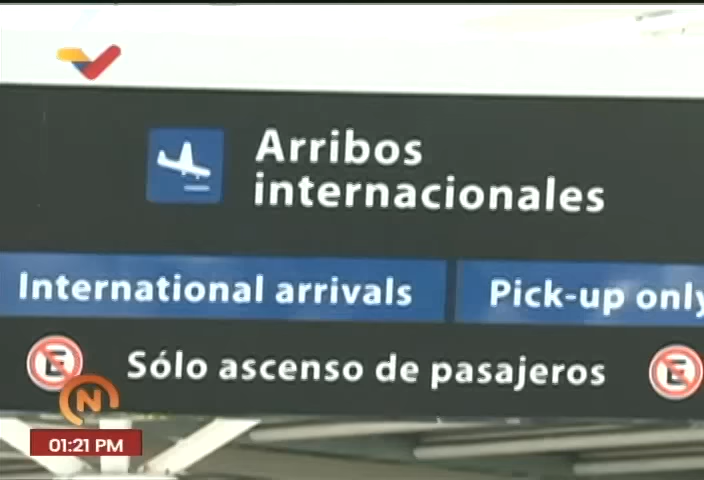 Arribos
internacionales
International arrivals
Pick-up only
E
Sólo ascenso de pasajeros
E
N
01:21 PM